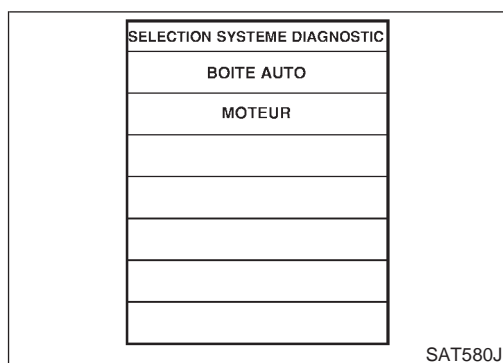 SELECTION SYSTEME DIAGNOSTIC
BOITE AUTO
MOTEUR
SAT580J